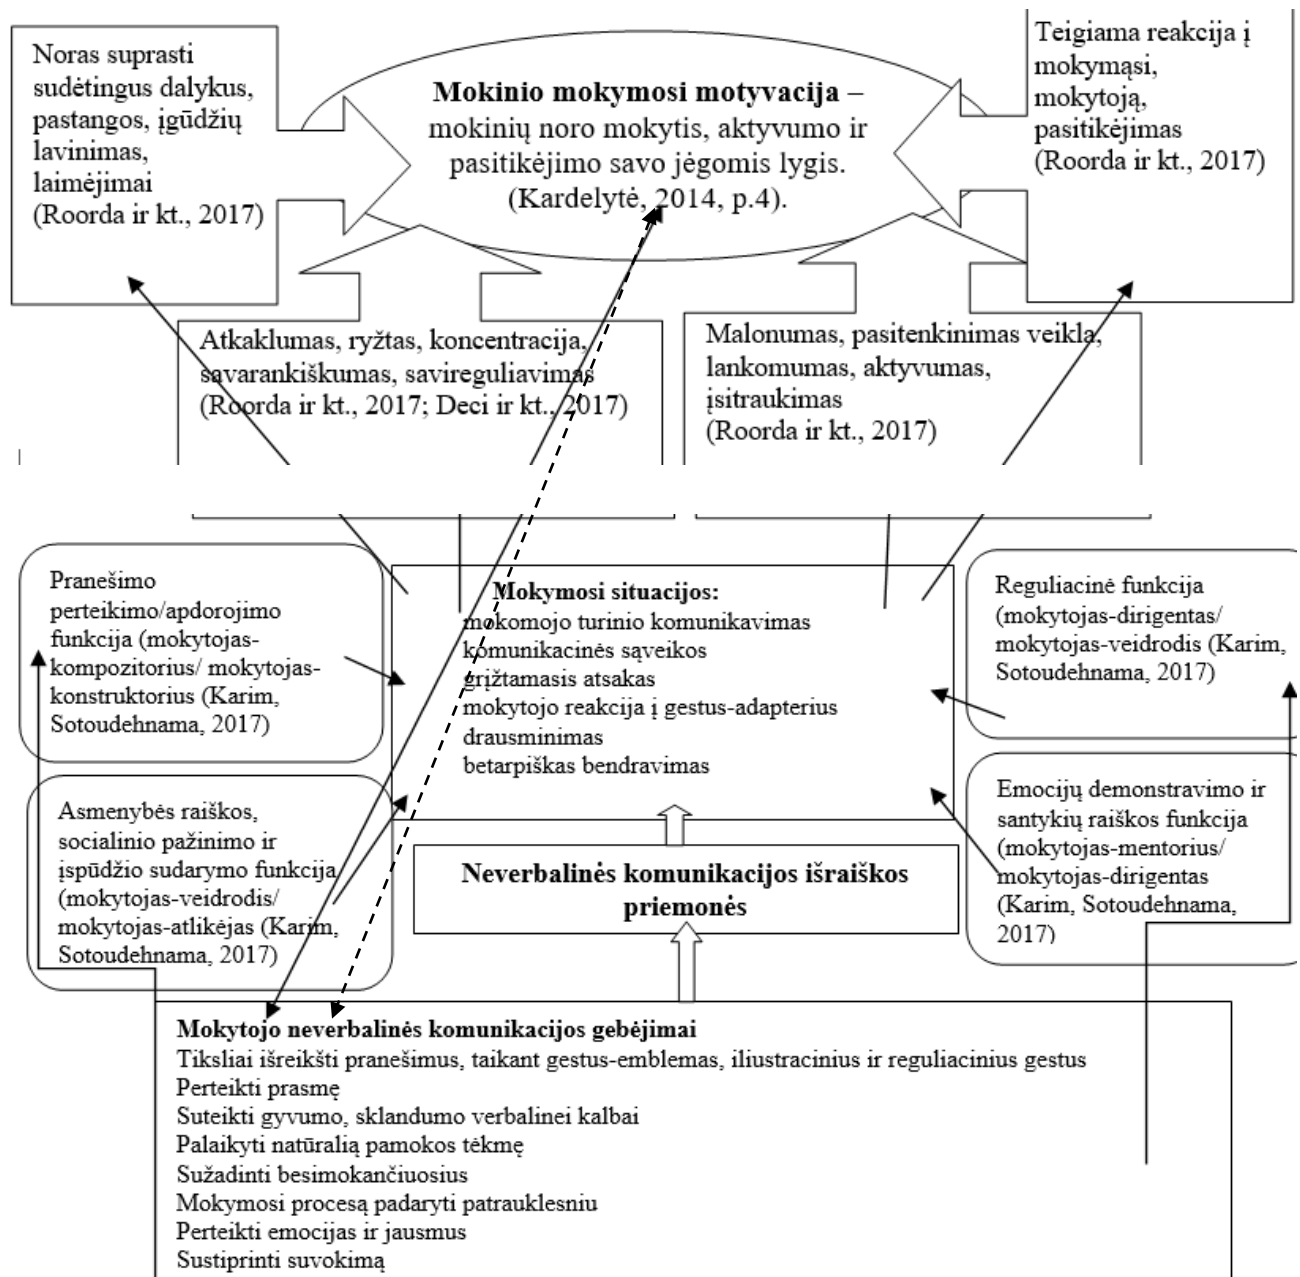 Noras suprasti
sudėtingus dalykus,
pastangos, įgūdžių
lavinimas,
laimėjimai
(Roorda ir kt., 2017)
Mokinio mokymosi motyvacija –
mokinių noro mokytis, aktyvumo ir
pasitikėjimo savo jėgomis lygis.
(Kardelytė, 2014, p.4).
Teigiama reakcija į
mokymąsi,
mokytoją,
pasitikėjimas
(Roorda ir kt., 2017)
Atkaklumas, ryžtas, koncentracija,
savarankiškumas, savireguliavimas
(Roorda ir kt., 2017; Deci ir kt., 2017)
Malonumas, pasitenkinimas veikla,
lankomumas, aktyvumas,
įsitraukimas
(Roorda ir kt., 2017)
Pranešimo
perteikimo/apdorojimo
funkcija (mokytojas-
kompozitorius/ mokytojas-
konstruktorius (Karim,
Sotoudehnama, 2017)
Mokymosi situacijos:
mokomojo turinio komunikavimas
komunikacinės sąveikos
grįžtamasis atsakas
mokytojo reakcija į gestus-adapterius
drausminimas
betarpiškas bendravimas
Reguliacinė funkcija
(mokytojas-dirigentas/
mokytojas-veidrodis (Karim,
Sotoudehnama, 2017)
Asmenybės raiškos,
socialinio pažinimo ir
įspūdžio sudarymo funkcija
(mokytojas-veidrodis/
mokytojas-atlikėjas (Karim,
Sotoudehnama, 2017)
Emocijų demonstravimo ir
santykių raiškos funkcija
(mokytojas-mentorius/
mokytojas-dirigentas
(Karim, Sotoudehnama,
2017)
Neverbalinės komunikacijos išraiškos
priemonės
Mokytojo neverbalinės komunikacijos gebėjimai
Tiksliai išreikšti pranešimus, taikant gestus-emblemas, iliustracinius ir reguliacinius gestus
Perteikti prasmę
Suteikti gyvumo, sklandumo verbalinei kalbai
Palaikyti natūralią pamokos tėkmę
Sužadinti besimokančiuosius
Mokymosi procesą padaryti patrauklesniu
Perteikti emocijas ir jausmus
Sustiprinti suvokimą